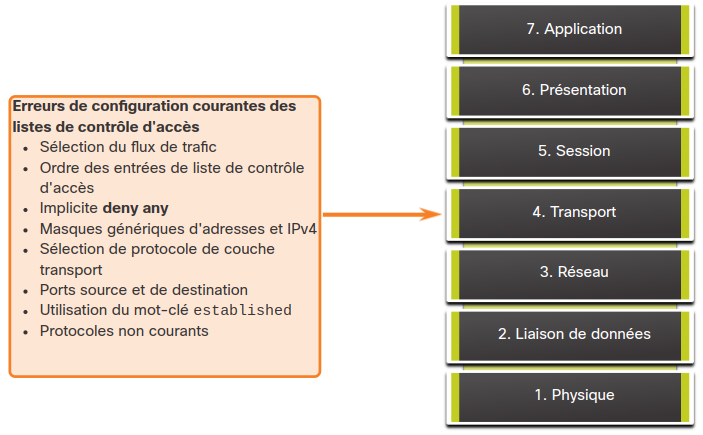 Erreurs de configuration courantes des
listes de contrôle d'accès
• Sélection du flux de trafic
• Ordre des entrées de liste de contrôle
d'accès
• Implicite deny any
• Masques génériques d'adresses et IPv4
• Sélection de protocole de couche
transport
• Ports source et de destination
• Utilisation du mot-clé established
• Protocoles non courants
7. Application
6. Présentation
5. Session
4. Transport
3. Réseau
2. Liaison de données
1. Physique